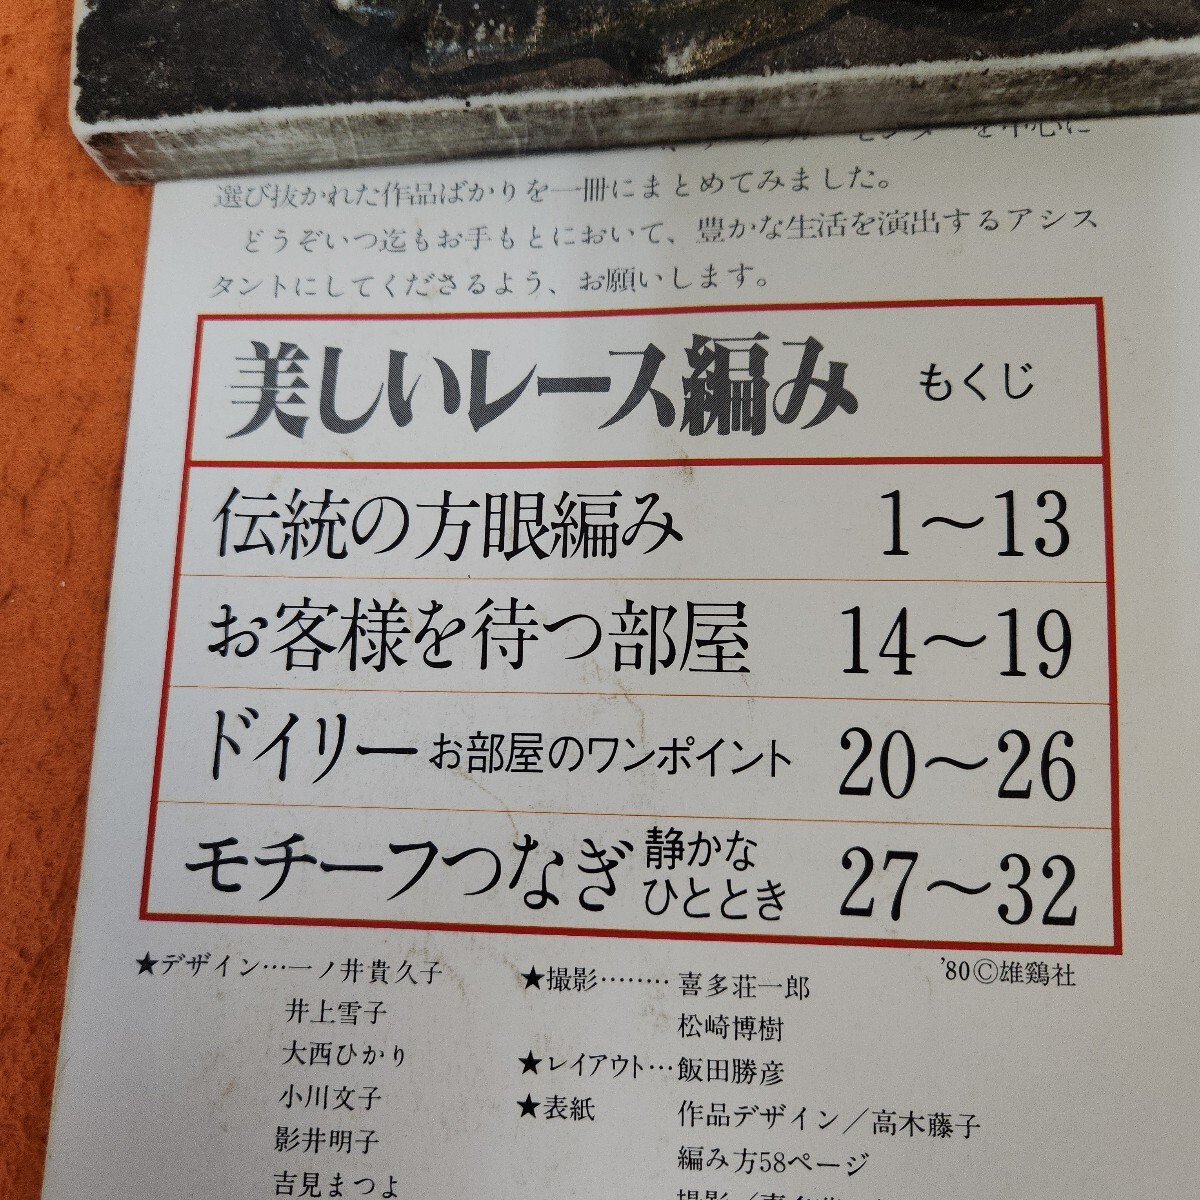 を中心に
選び抜かれた作品ばかりを一冊にまとめてみました。
どうぞいつ迄もお手もとにおいて、豊かな生活を演出するアシス
タントにしてくださるよう、お願いします。
美しいレース編み もくじ
伝統の方眼編み 1〜13
お客様を待つ部屋 14〜19
ドイリー お部屋のワンポイント 20〜26
モチーフつなぎ 静かな
ひととき 27〜32
'80©雄鶏社
★デザイン…一ノ井貴久子
井上雪子
大西ひかり
小川文子
影井明子
吉見まつよ
★撮影………喜多荘一郎
松崎博樹
★レイアウト…飯田勝彦
★表紙 作品デザイン／高木藤子
編み方58ページ